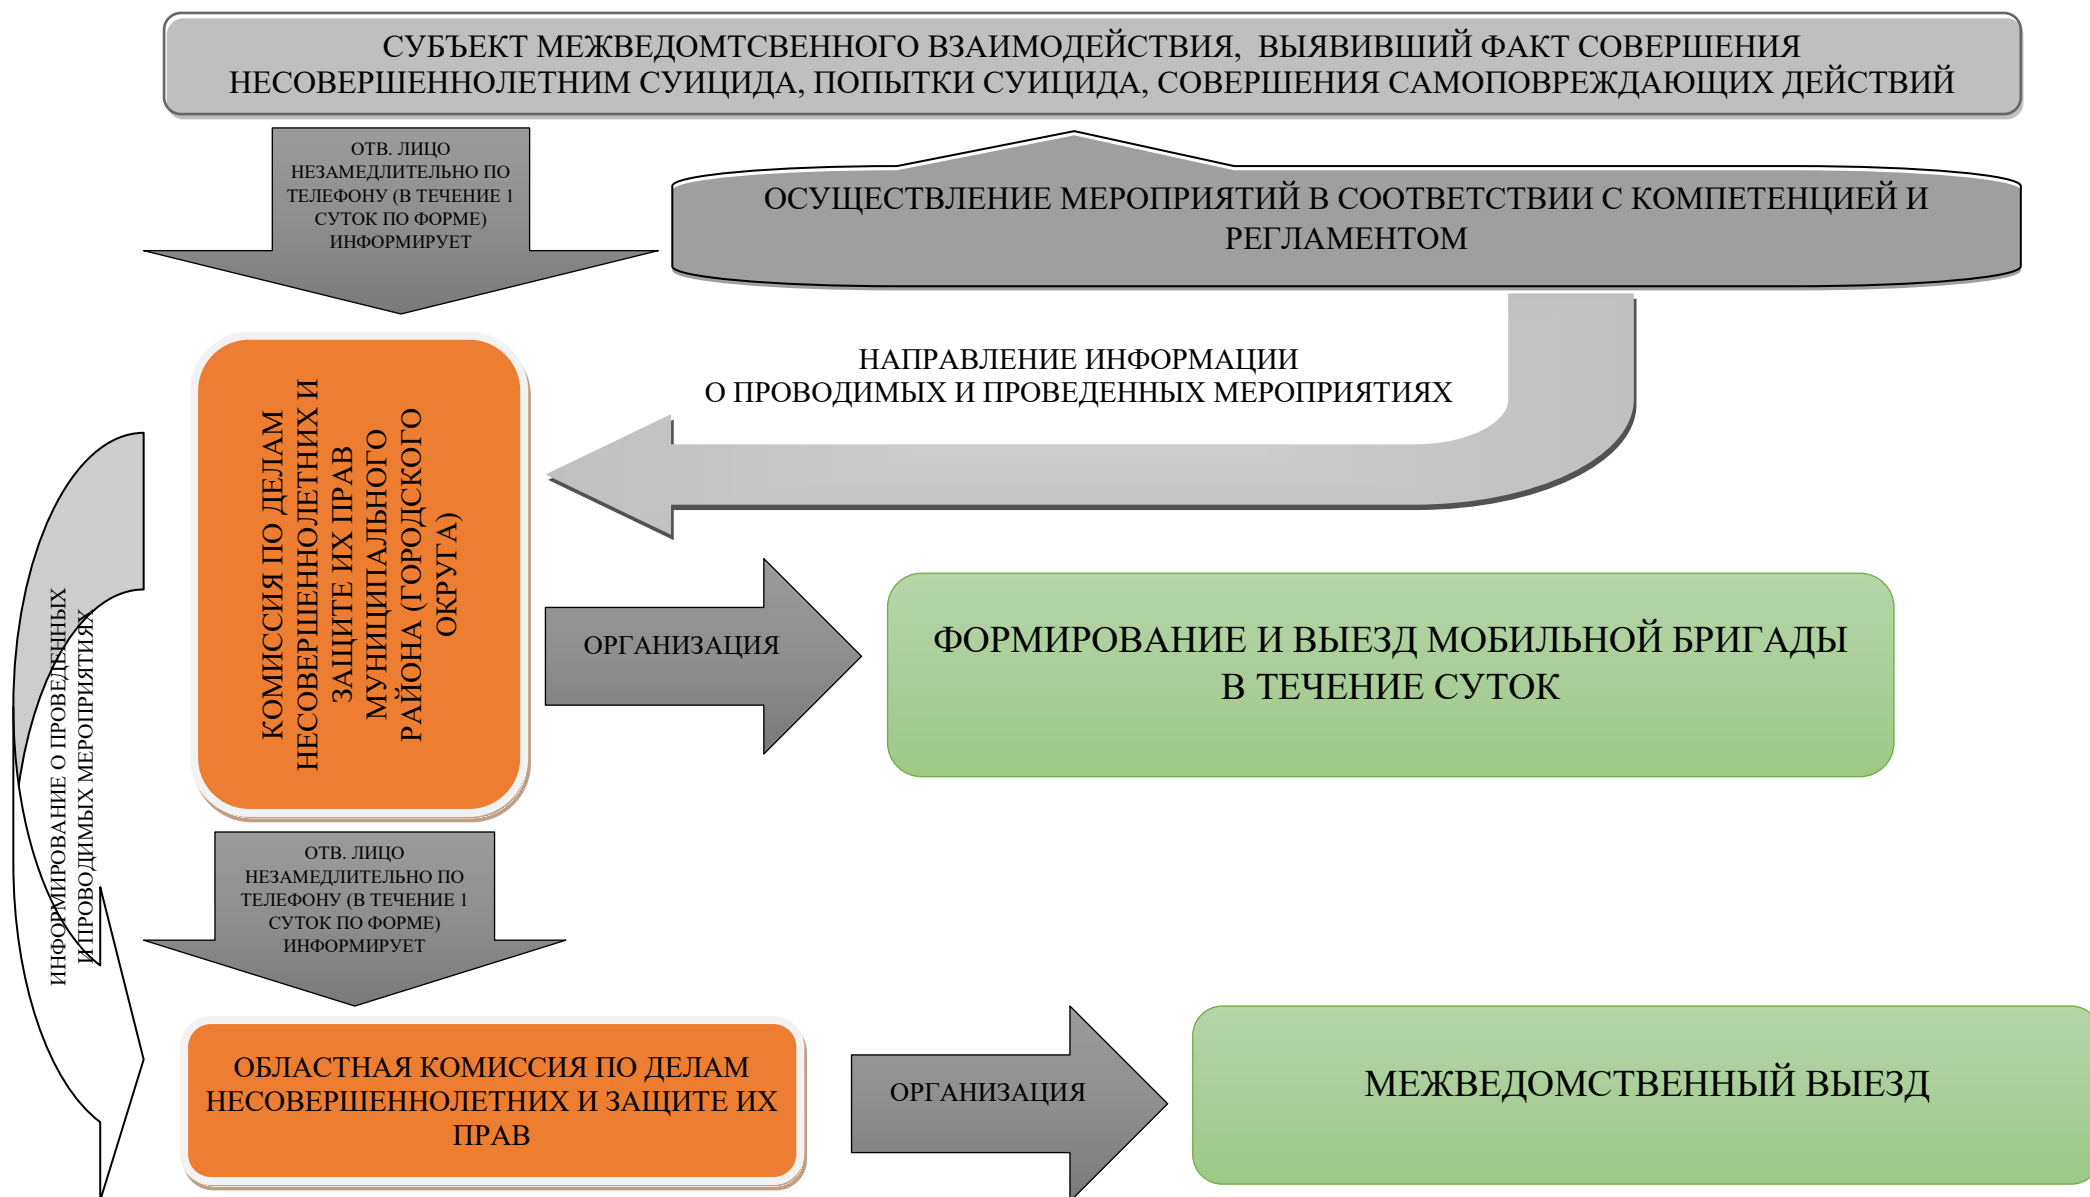 СУБЪЕКТ МЕЖВЕДОМТСВЕННОГО ВЗАИМОДЕЙСТВИЯ, ВЫЯВИВШИЙ ФАКТ СОВЕРШЕНИЯ
НЕСОВЕРШЕННОЛЕТНИМ СУИЦИДА, ПОПЫТКИ СУИЦИДА, СОВЕРШЕНИЯ САМОПОВРЕЖДАЮЩИХ ДЕЙСТВИЙ
ОТВ. ЛИЦО
НЕЗАМЕДЛИТЕЛЬНО ПО
ТЕЛЕФОНУ (В ТЕЧЕНИЕ 1
СУТОК ПО ФОРМЕ)
ИНФОРМИРУЕТ
ОСУЩЕСТВЛЕНИЕ МЕРОПРИЯТИЙ В СООТВЕТСТВИИ С КОМПЕТЕНЦИЕЙ И
РЕГЛАМЕНТОМ
НАПРАВЛЕНИЕ ИНФОРМАЦИИ
О ПРОВОДИМЫХ И ПРОВЕДЕННЫХ МЕРОПРИЯТИЯХ
КОМИССИЯ ПО ДЕЛАМ
НЕСОВЕРШЕННОЛЕТНИХ И
ЗАЩИТЕ ИХ ПРАВ
МУНИЦИПАЛЬНОГО
РАЙОНА (ГОРОДСКОГО
ОКРУГА)
ОРГАНИЗАЦИЯ
ФОРМИРОВАНИЕ И ВЫЕЗД МОБИЛЬНОЙ БРИГАДЫ
В ТЕЧЕНИЕ СУТОК
ИНФОРМИРОВАНИЕ О ПРОВЕДЕННЫХ
И ПРОВОДИМЫХ МЕРОПРИЯТИЯХ
ОТВ. ЛИЦО
НЕЗАМЕДЛИТЕЛЬНО ПО
ТЕЛЕФОНУ (В ТЕЧЕНИЕ 1
СУТОК ПО ФОРМЕ)
ИНФОРМИРУЕТ
ОБЛАСТНАЯ КОМИССИЯ ПО ДЕЛАМ
НЕСОВЕРШЕННОЛЕТНИХ И ЗАЩИТЕ ИХ
ПРАВ
ОРГАНИЗАЦИЯ
МЕЖВЕДОМСТВЕННЫЙ ВЫЕЗД